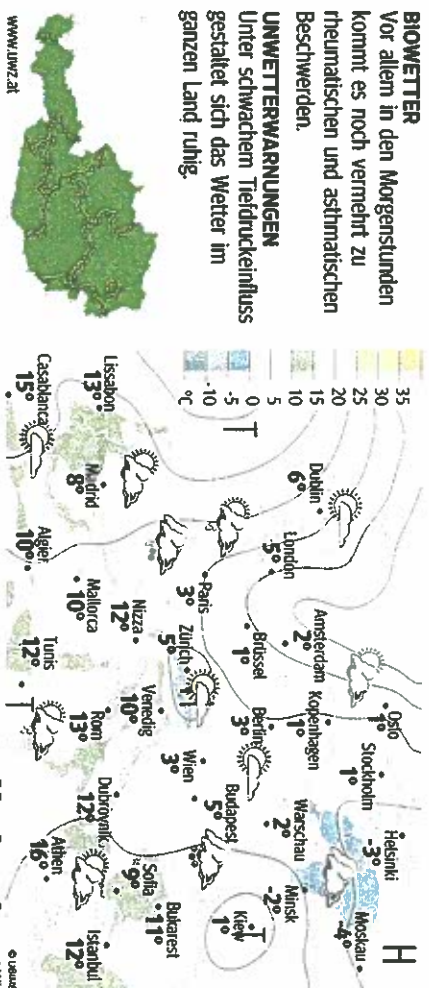 BIOWETTER
Vor allem in den Morgenstunden
kommt es noch vermehrt zu
rheumatischen und asthmatischen
Beschwerden.
UNWETTERWARNUNGEN
Unter schwachem Tiefdruckeinfluss
gestaltet sich das Wetter im
ganzen Land ruhig.
www.uwz.at
35
30
25
20
15
10
5
0
-5
-10
°C
H
T
Oslo
1°
Stockholm
1°
Helsinki
-3°
Moskau
-4°
Dublin
6°
London
5°
Amsterdam
2°
Kopenhagen
1°
Brüssel
1°
Berlin
3°
Warschau
2°
Minsk
-2°
T
Kiew
1°
Paris
3°
Zürich
5°
Wien
3°
Budapest
5°
Nizza
12°
Venedig
10°
Bukarest
11°
Sofia
9°
Lissabon
13°
Madrid
8°
Mallorca
10°
Rom
13°
Dubrovnik
12°
Istanbul
12°
Casablanca
15°
Algier
10°
Tunis
12°
T
Athen
16°